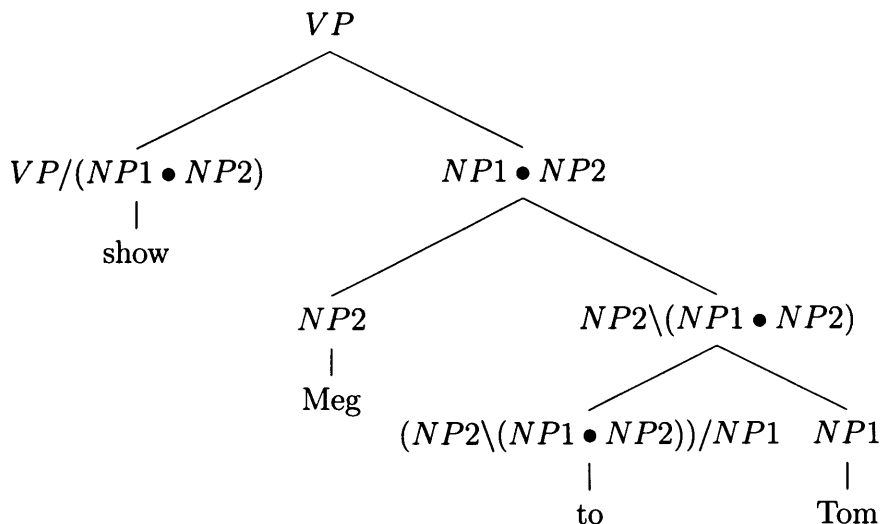 VP
VP/(NP1 • NP2) NP1 • NP2
show
NP2 NP2\(NP1 • NP2)
Meg
(NP2\(NP1 • NP2))/NP1 NP1
to Tom